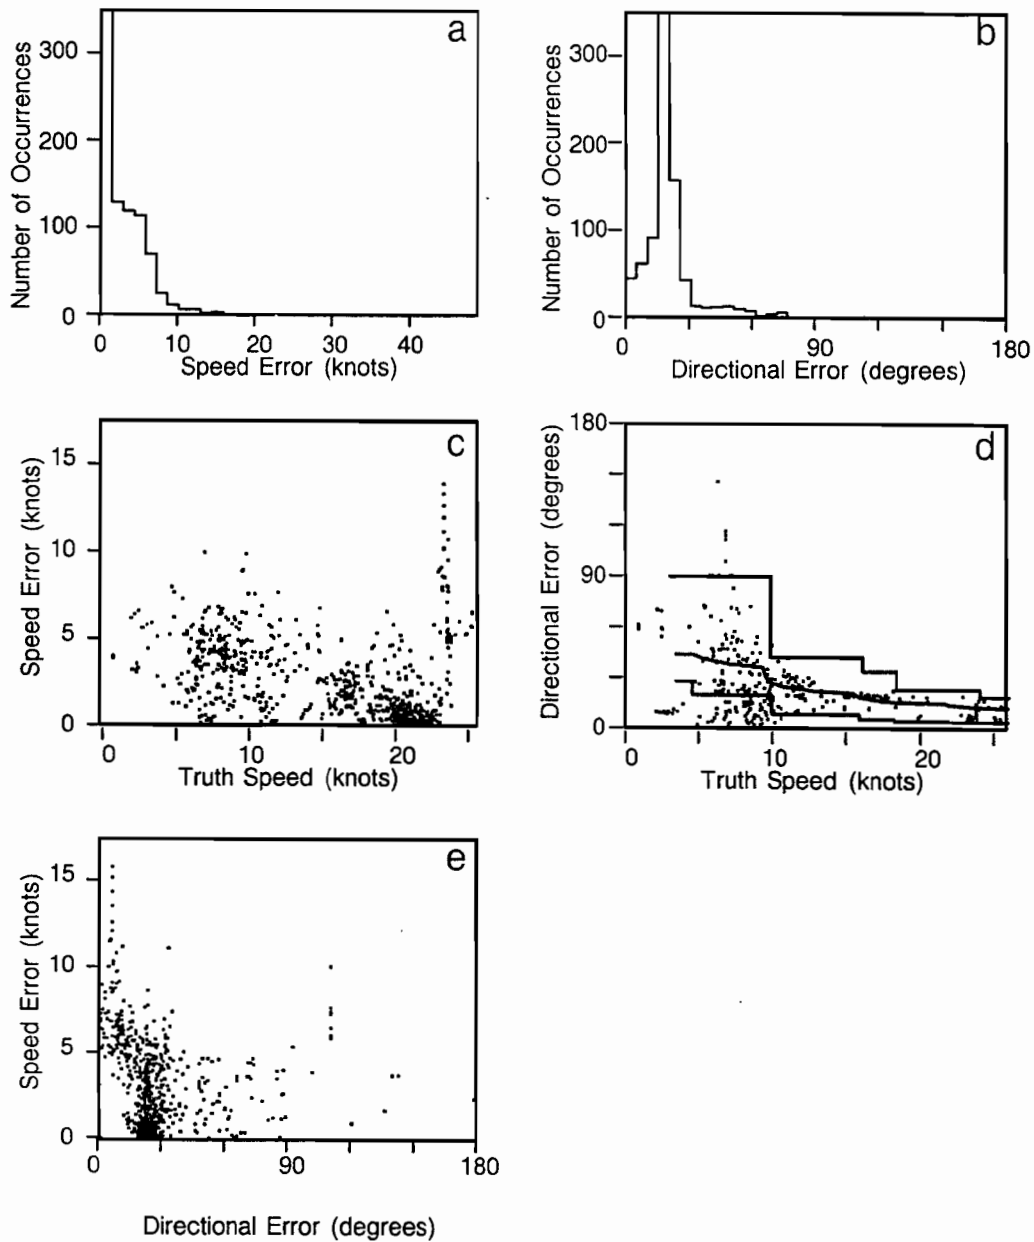 a
Number of Occurrences
300
200
100
0
0 10 20 30 40
Speed Error (knots)
b
Number of Occurrences
300
200
100
0
0 90 180
Directional Error (degrees)
c
Speed Error (knots)
15
10
5
0
0 10 20
Truth Speed (knots)
d
Directional Error (degrees)
180
90
0
0 10 20
Truth Speed (knots)
e
Speed Error (knots)
15
10
5
0
0 90 180
Directional Error (degrees)